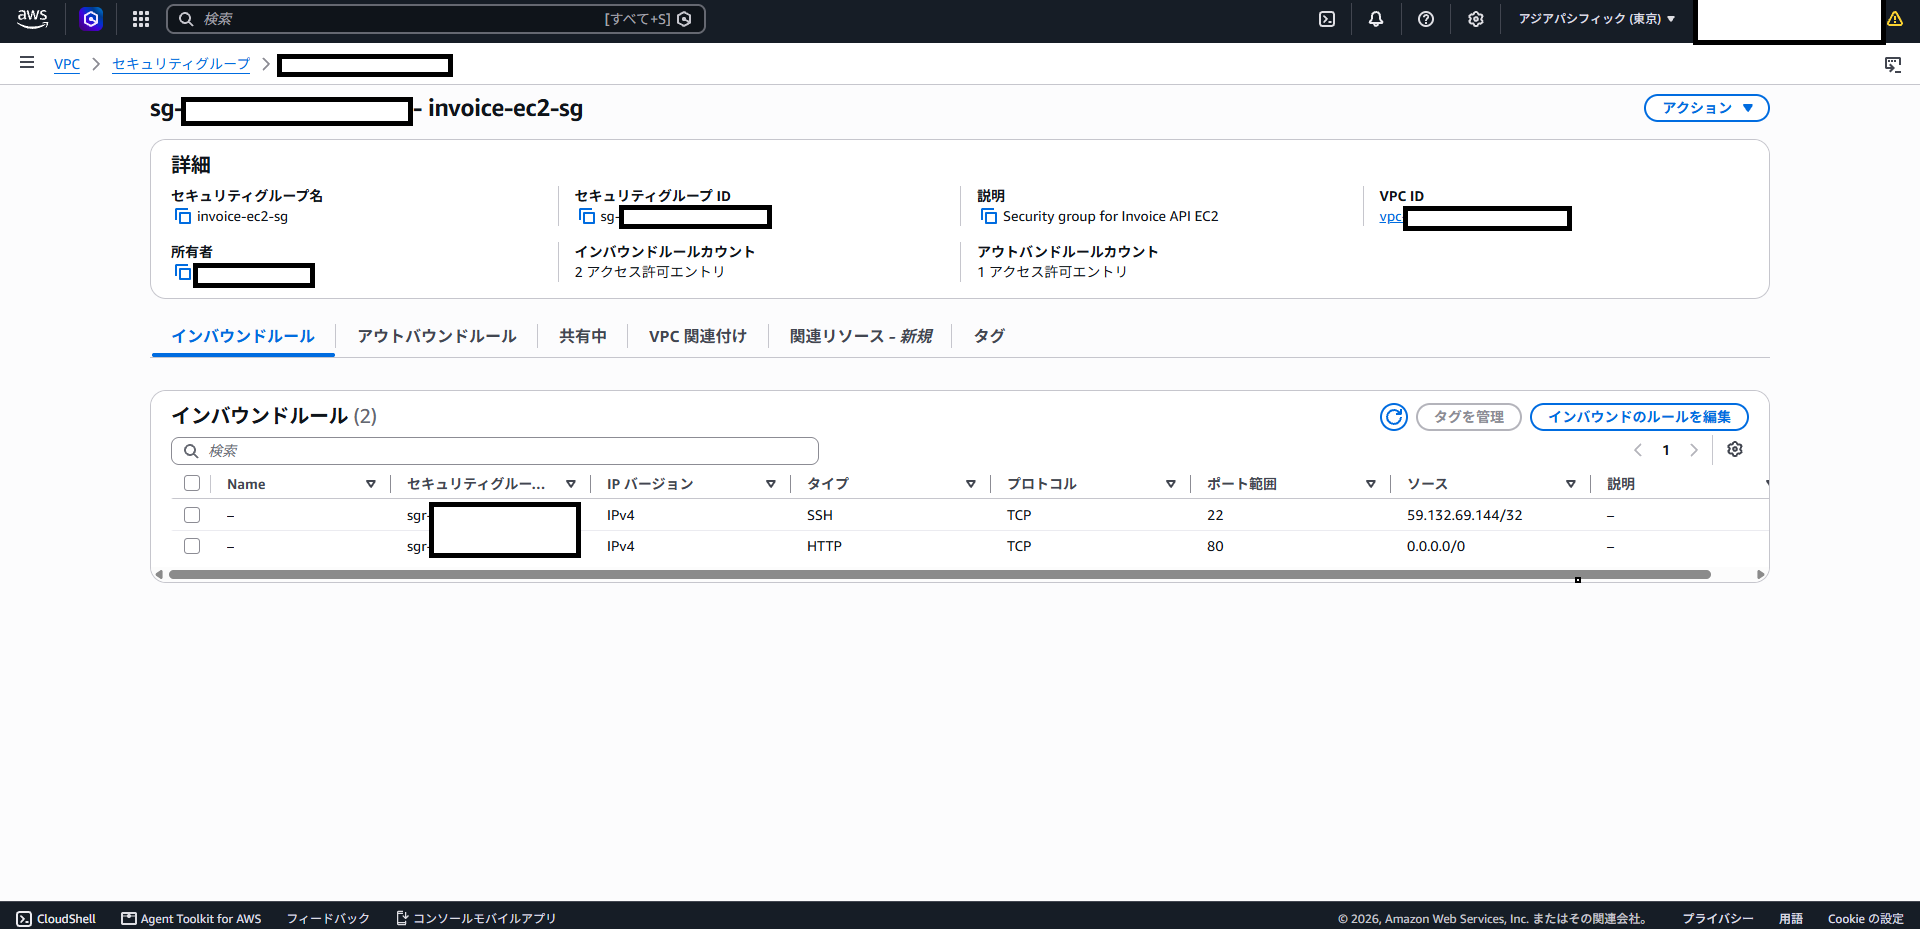 aws
検索 [すべて+S]
アジアパシフィック (東京)
VPC > セキュリティグループ >
sg- - invoice-ec2-sg
アクション
詳細
セキュリティグループ名
invoice-ec2-sg
セキュリティグループ ID
sg-
説明
Security group for Invoice API EC2
VPC ID
vpc
所有者
インバウンドルールカウント
2 アクセス許可エントリ
アウトバンドルールカウント
1 アクセス許可エントリ
インバウンドルール アウトバウンドルール 共有中 VPC 関連付け 関連リソース - 新規 タグ
インバウンドルール (2)
タグを管理 インバウンドのルールを編集
検索
1
Name セキュリティグルー... IP バージョン タイプ プロトコル ポート範囲 ソース 説明
– sgr- IPv4 SSH TCP 22 59.132.69.144/32 –
– sgr- IPv4 HTTP TCP 80 0.0.0.0/0 –
CloudShell Agent Toolkit for AWS フィードバック コンソールモバイルアプリ © 2026, Amazon Web Services, Inc. またはその関連会社。 プライバシー 用語 Cookie の設定